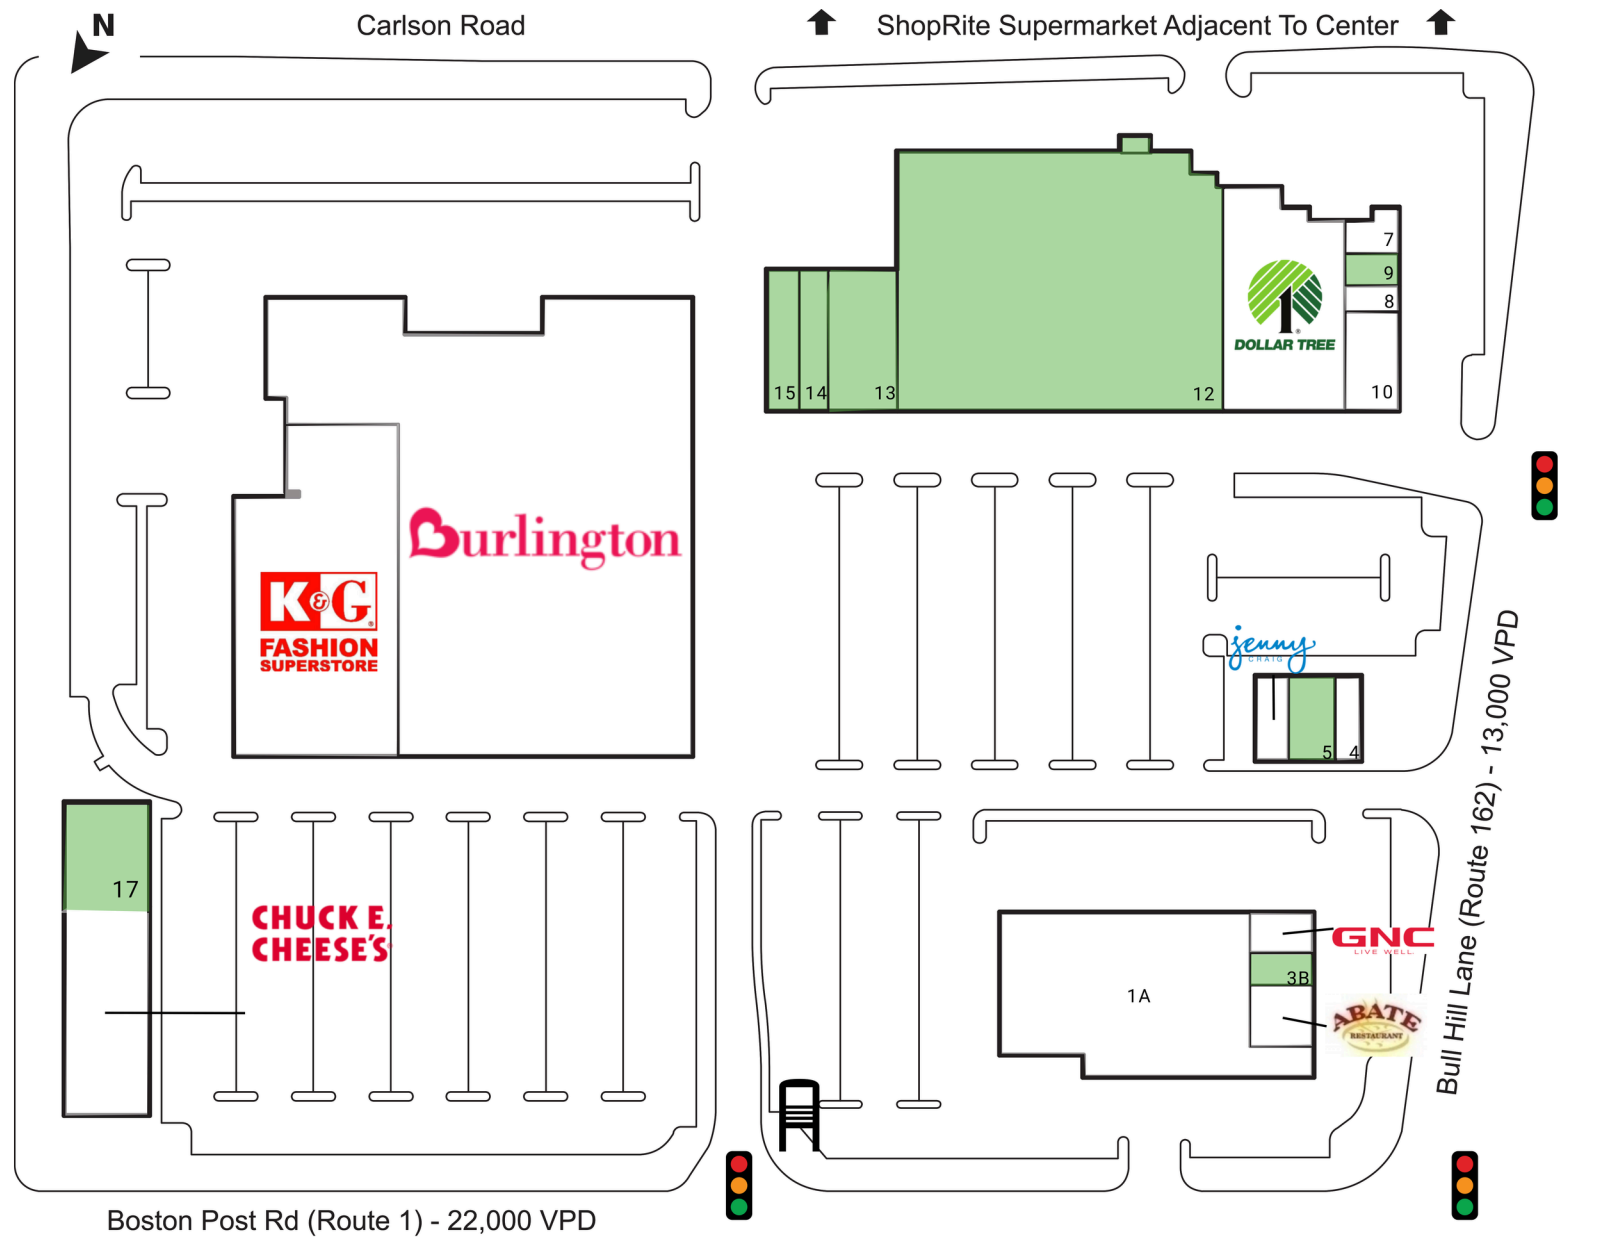 N
Carlson Road
ShopRite Supermarket Adjacent To Center
7
9
8
1
DOLLAR TREE
15
14
13
12
10
Burlington
K&G
FASHION
SUPERSTORE
jenny
CRAIG
5
4
Bull Hill Lane (Route 162) - 13,000 VPD
17
CHUCK E.
CHEESE'S
GNC
LIVE WELL.
3B
1A
ABATE
RESTAURANT
Boston Post Rd (Route 1) - 22,000 VPD